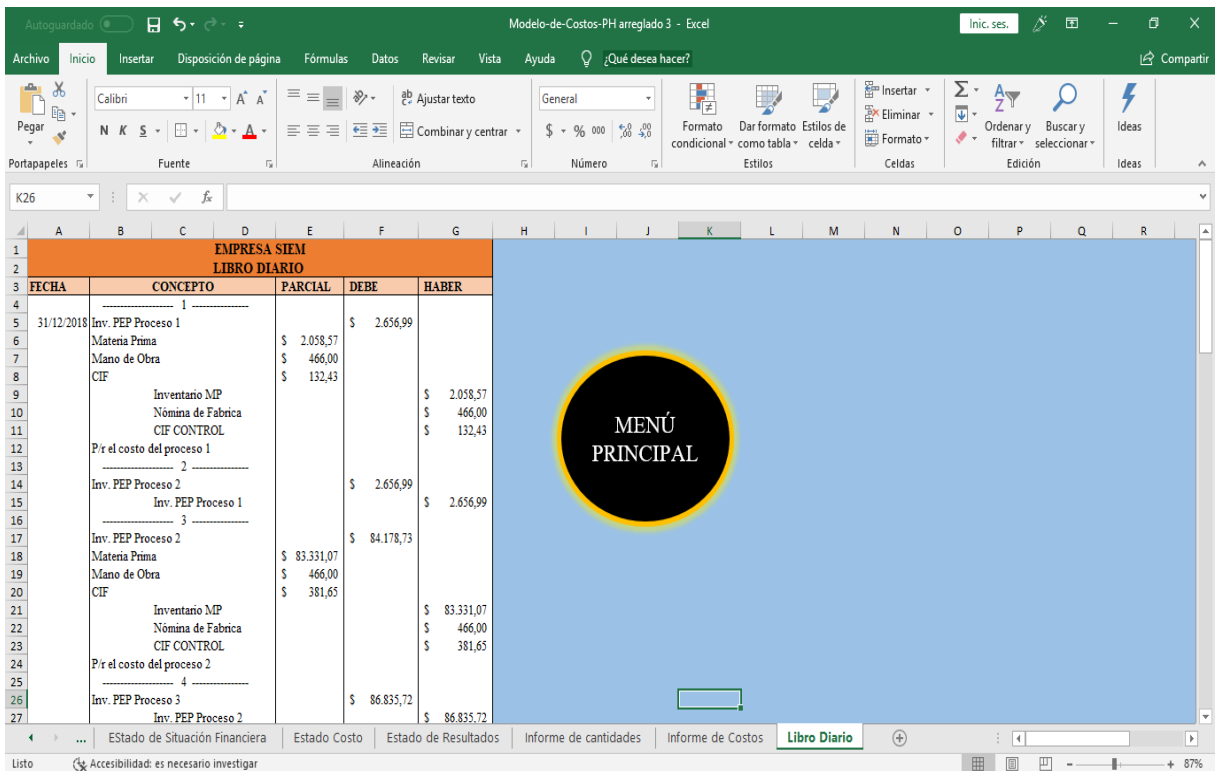 Autoguardado
Modelo-de-Costos-PH arreglado 3 - Excel
Inic. ses.
Archivo Inicio Insertar Disposición de página Fórmulas Datos Revisar Vista Ayuda ¿Qué desea hacer? Compartir
Pegar
Calibri 11 A A
N K S A
Ajustar texto
Combinar y centrar
General
$ % 000
Formato condicional
Dar formato como tabla
Estilos de celda
Insertar
Eliminar
Formato
Ordenar y filtrar
Buscar y seleccionar
Ideas
Portapapeles Fuente Alineación Número Estilos Celdas Edición Ideas
K26 fx
A B C D E F G H I J K L M N O P Q R
1 EMPRESA SIEM
2 LIBRO DIARIO
3 FECHA CONCEPTO PARCIAL DEBE HABER
4 -------------------- 1 ----------------
5 31/12/2018 Inv. PEP Proceso 1 $ 2.656,99
6 Materia Prima $ 2.058,57
7 Mano de Obra $ 466,00
8 CIF $ 132,43
9 Inventario MP $ 2.058,57
10 Nómina de Fabrica $ 466,00
11 CIF CONTROL $ 132,43
12 P/r el costo del proceso 1
13 -------------------- 2 ----------------
14 Inv. PEP Proceso 2 $ 2.656,99
15 Inv. PEP Proceso 1 $ 2.656,99
16 -------------------- 3 ----------------
17 Inv. PEP Proceso 2 $ 84.178,73
18 Materia Prima $ 83.331,07
19 Mano de Obra $ 466,00
20 CIF $ 381,65
21 Inventario MP $ 83.331,07
22 Nómina de Fabrica $ 466,00
23 CIF CONTROL $ 381,65
24 P/r el costo del proceso 2
25 -------------------- 4 ----------------
26 Inv. PEP Proceso 3 $ 86.835,72
27 Inv. PEP Proceso 2 $ 86.835,72
MENÚ
PRINCIPAL
... EStado de Situación Financiera Estado Costo Estado de Resultados Informe de cantidades Informe de Costos Libro Diario
Listo Accesibilidad: es necesario investigar 87%